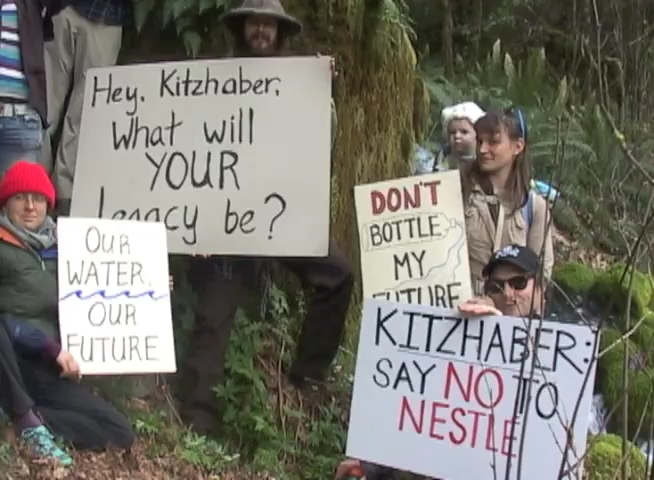 Hey, Kitzhaber,
What will
YOUR
Legacy be?
OUR
WATER,
OUR
FUTURE
DON'T
BOTTLE
MY
FUTURE
KITZHABER:
SAY NO TO
NESTLE